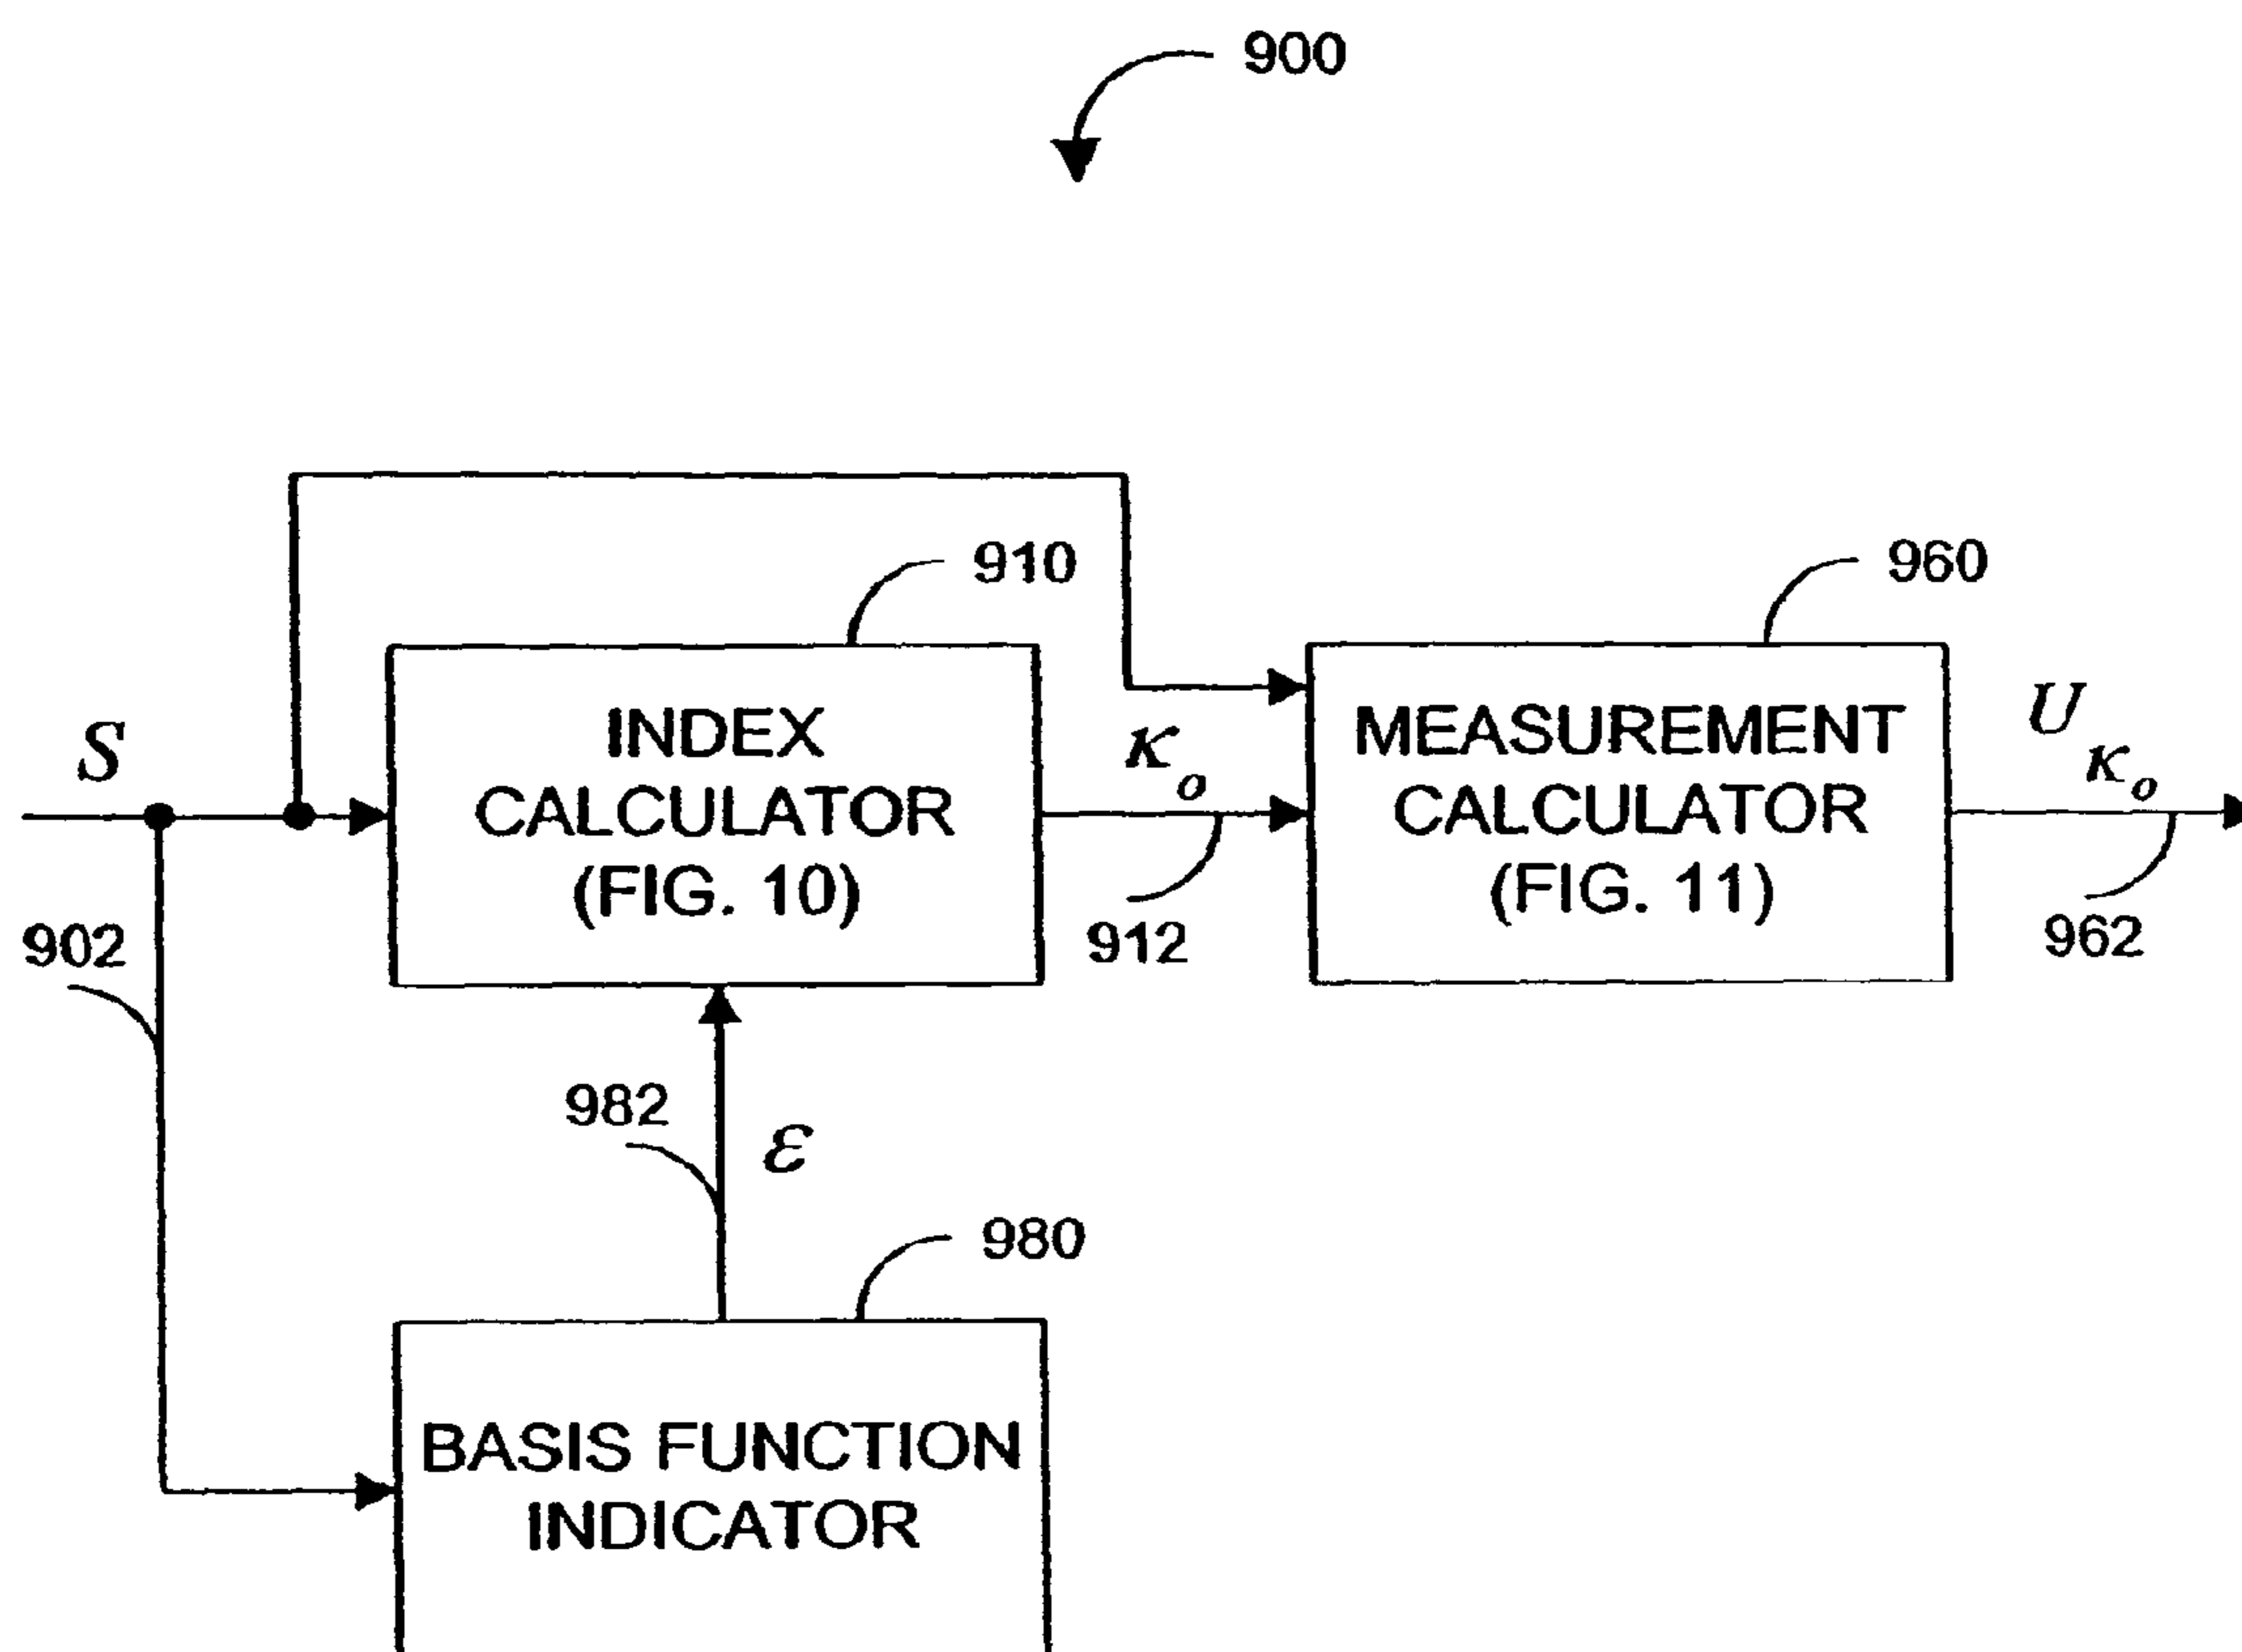 900
910
960
INDEX
CALCULATOR
(FIG. 10)
MEASUREMENT
CALCULATOR
(FIG. 11)
S
κo
Uκo
902
912
962
982
ε
980
BASIS FUNCTION
INDICATOR